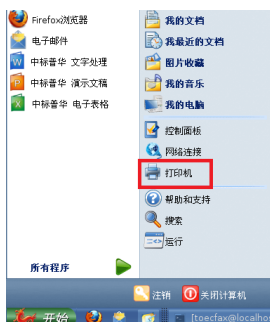 Firefox浏览器
电子邮件
中标普华 文字处理
中标普华 演示文稿
中标普华 电子表格
所有程序
我的文档
我最近的文档
图片收藏
我的音乐
我的电脑
控制面板
网络连接
打印机
帮助和支持
搜索
运行
注销
关闭计算机
开始
[toecfax@localhos